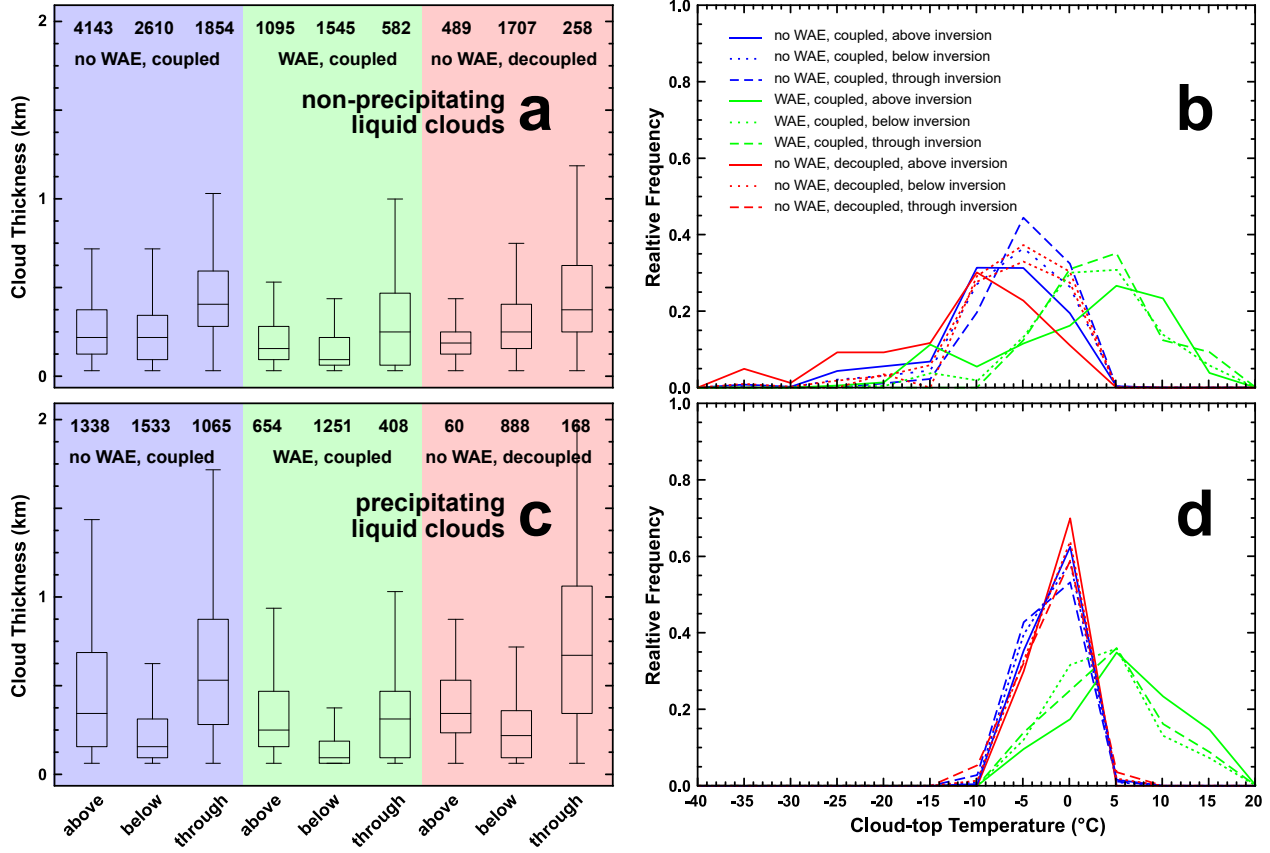 2
4143 2610 1854 1095 1545 582 489 1707 258
no WAE, coupled WAE, coupled no WAE, decoupled
non-precipitating
liquid clouds
a
1
0
Cloud Thickness (km)
1.0
0.8
0.6
0.4
0.2
0.0
Realtive Frequency
no WAE, coupled, above inversion
no WAE, coupled, below inversion
no WAE, coupled, through inversion
WAE, coupled, above inversion
WAE, coupled, below inversion
WAE, coupled, through inversion
no WAE, decoupled, above inversion
no WAE, decoupled, below inversion
no WAE, decoupled, through inversion
b
2
1338 1533 1065 654 1251 408 60 888 168
no WAE, coupled WAE, coupled no WAE, decoupled
precipitating
liquid clouds
c
1
0
Cloud Thickness (km)
above below through above below through above below through
1.0
0.8
0.6
0.4
0.2
0.0
Realtive Frequency
d
-40 -35 -30 -25 -20 -15 -10 -5 0 5 10 15 20
Cloud-top Temperature (°C)